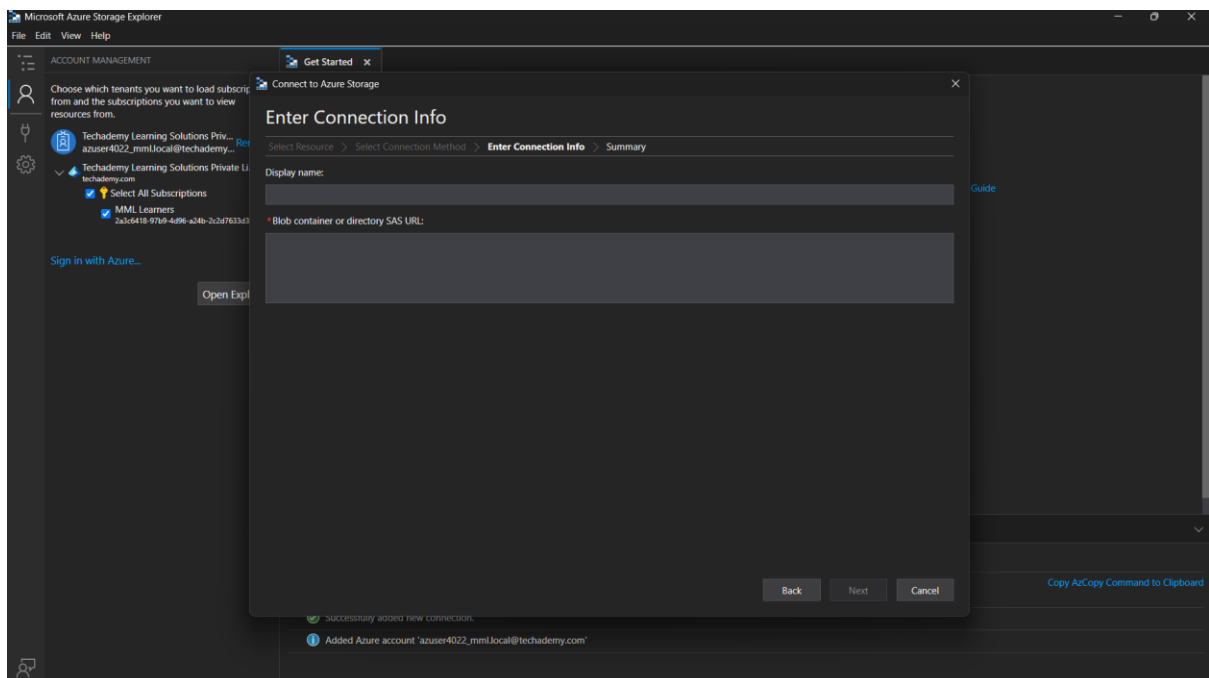 Microsoft Azure Storage Explorer
File Edit View Help
ACCOUNT MANAGEMENT
Get Started
Choose which tenants you want to load subscrip
from and the subscriptions you want to view
resources from.
Techademy Learning Solutions Priv...
azuser4022_mml.local@techademy...
Rer
Techademy Learning Solutions Private Li
techademy.com
Select All Subscriptions
MML Learners
2a3c6418-97b9-4d96-a24b-2c2d7633d3
Sign in with Azure...
Open Expl
Connect to Azure Storage
Enter Connection Info
Select Resource > Select Connection Method > Enter Connection Info > Summary
Display name:
*Blob container or directory SAS URL:
Back Next Cancel
Guide
Copy AzCopy Command to Clipboard
Successfully added new connection.
Added Azure account 'azuser4022_mml.local@techademy.com'